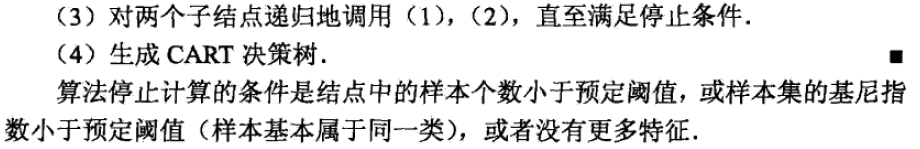 （3）对两个子结点递归地调用（1），（2），直至满足停止条件．
（4）生成 CART 决策树． ■
算法停止计算的条件是结点中的样本个数小于预定阈值，或样本集的基尼指
数小于预定阈值（样本基本属于同一类），或者没有更多特征．